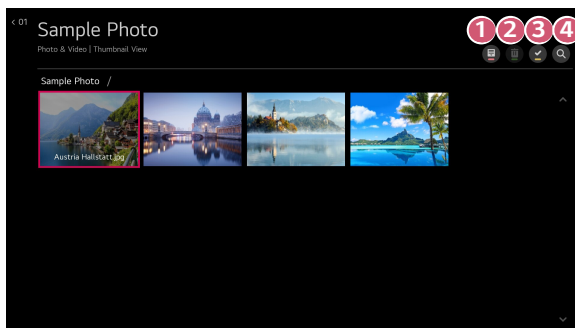 < 01
Sample Photo
Photo & Video | Thumbnail View
1 2 3 4
Sample Photo /
Austria Hallstatt.jpg